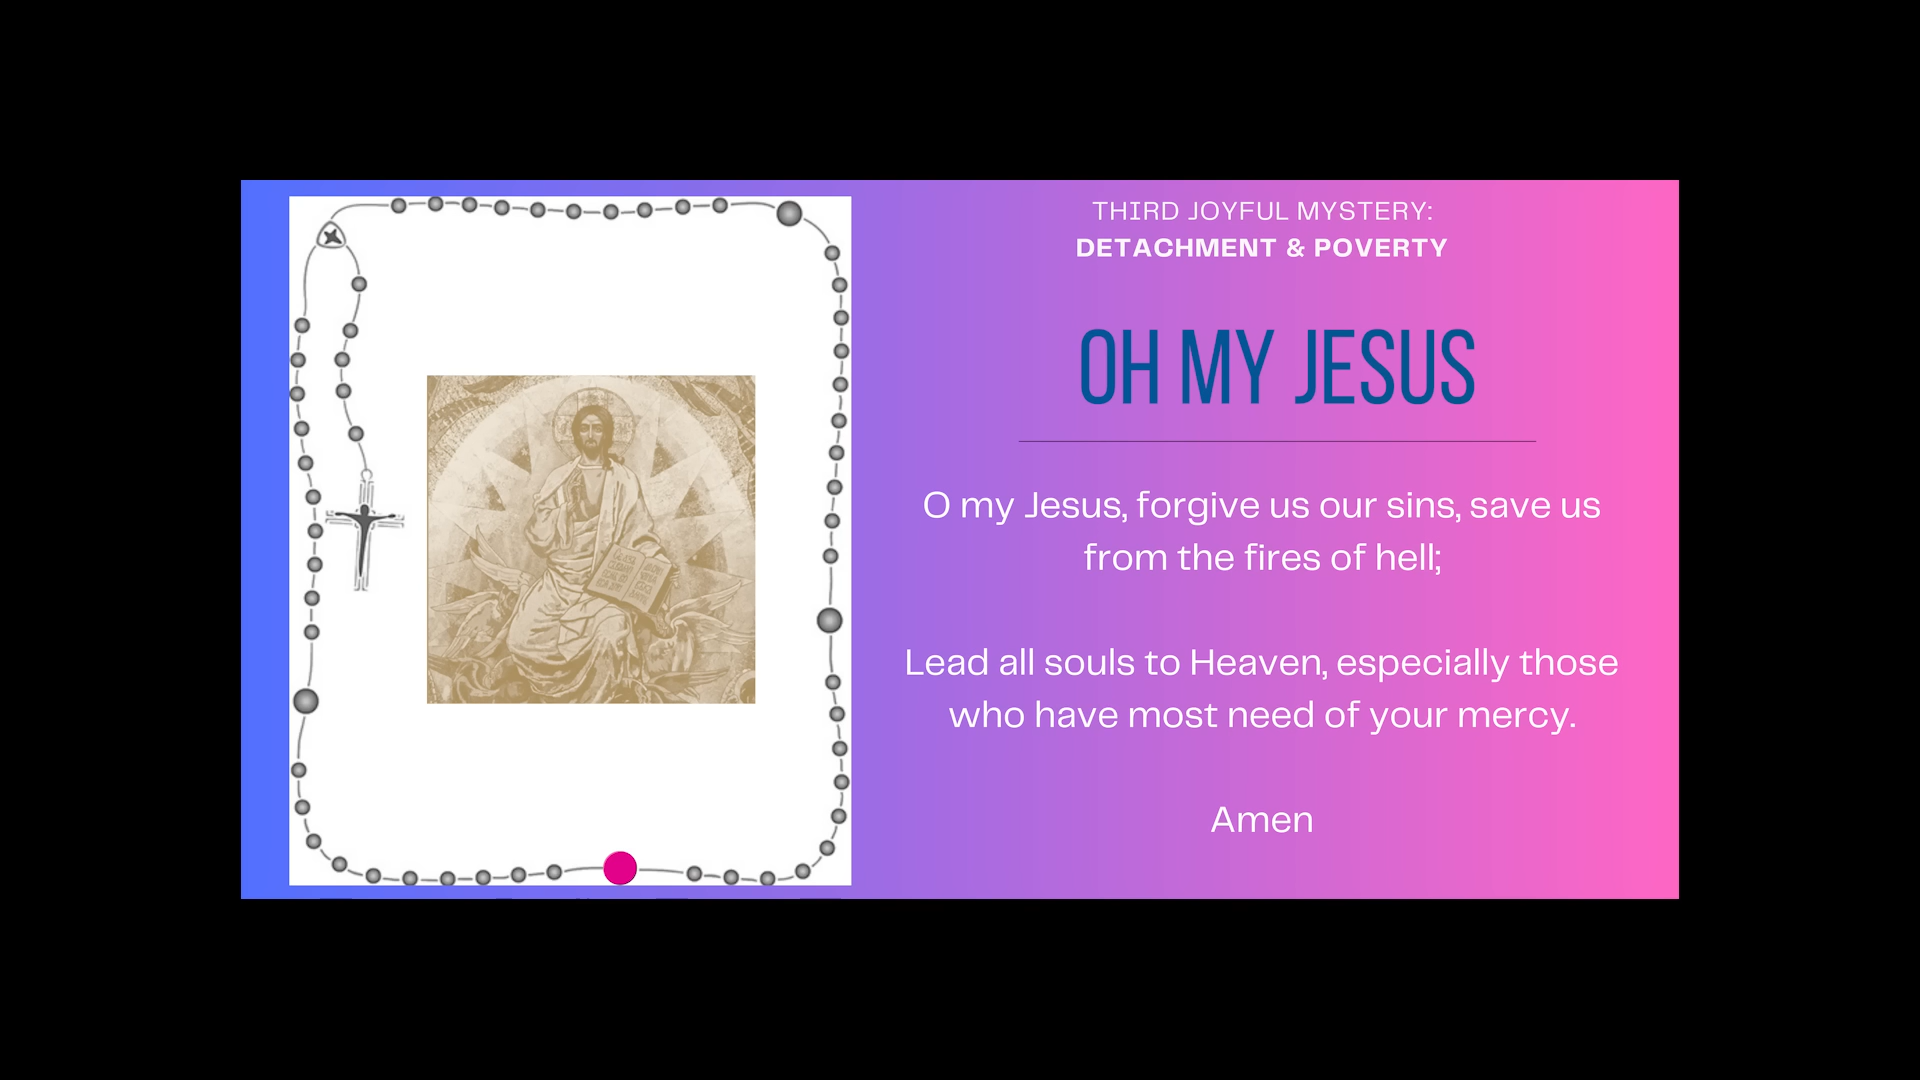 THIRD JOYFUL MYSTERY:
DETACHMENT & POVERTY
OH MY JESUS
O my Jesus, forgive us our sins, save us
from the fires of hell;
Lead all souls to Heaven, especially those
who have most need of your mercy.
Amen